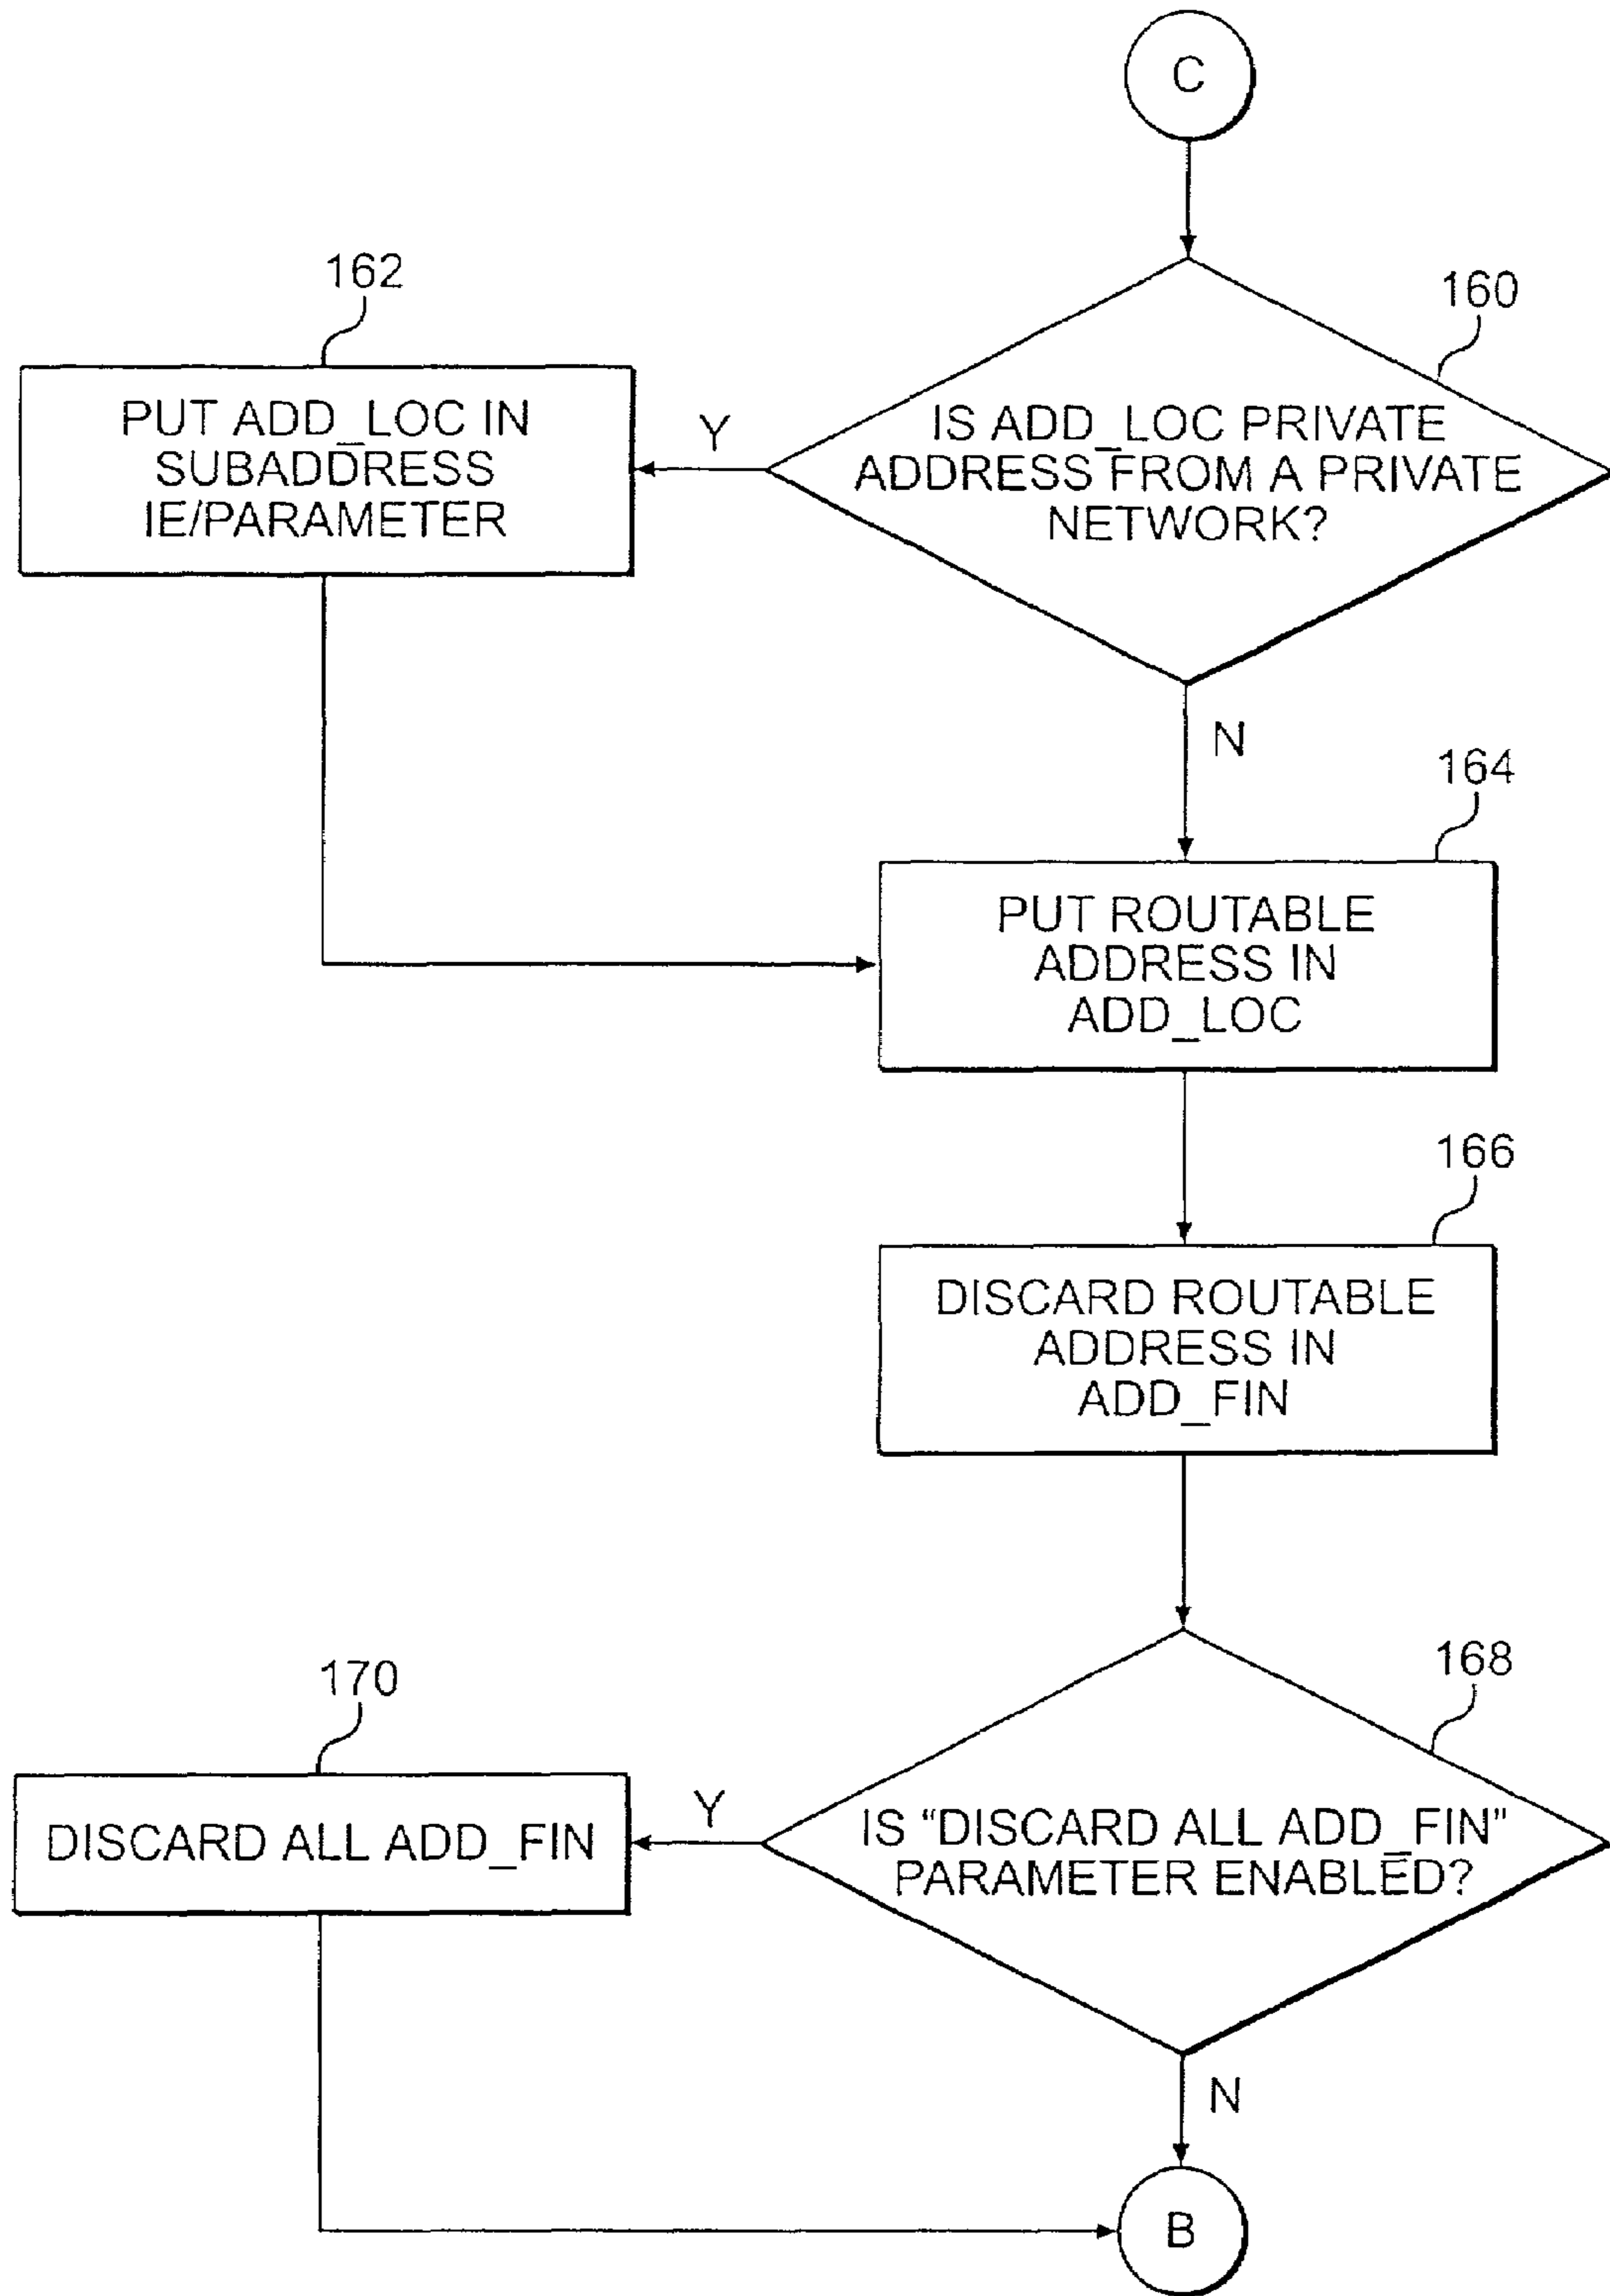 C
160
IS ADD_LOC PRIVATE
ADDRESS FROM A PRIVATE
NETWORK?
Y
162
PUT ADD_LOC IN
SUBADDRESS
IE/PARAMETER
N
164
PUT ROUTABLE
ADDRESS IN
ADD_LOC
166
DISCARD ROUTABLE
ADDRESS IN
ADD_FIN
168
IS “DISCARD ALL ADD_FIN”
PARAMETER ENABLED?
Y
170
DISCARD ALL ADD_FIN
N
B